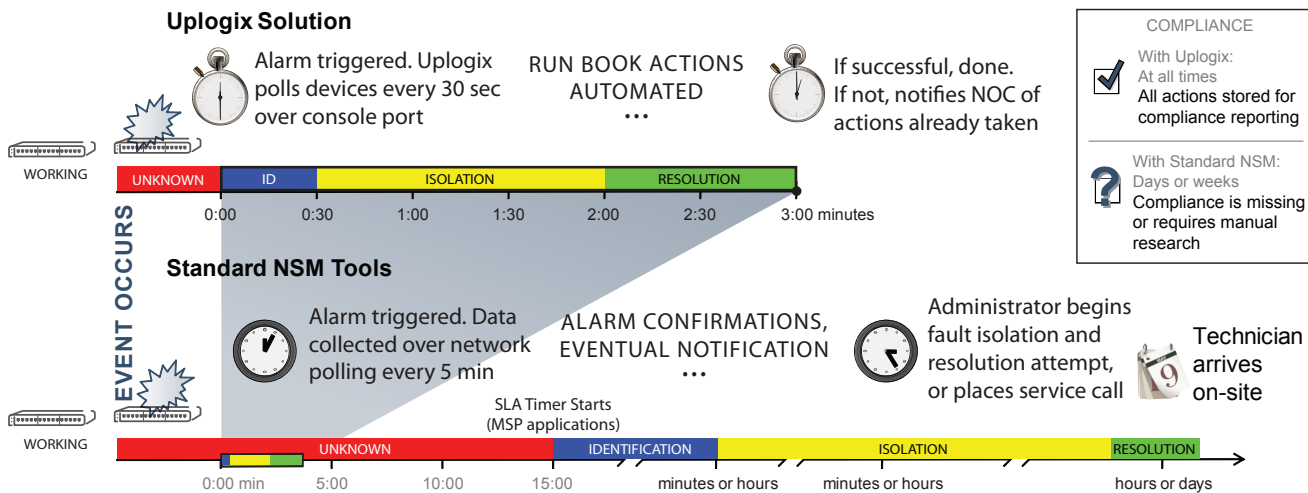 Uplogix Solution
Alarm triggered. Uplogix
polls devices every 30 sec
over console port
RUN BOOK ACTIONS
AUTOMATED
...
If successful, done.
If not, notifies NOC of
actions already taken
COMPLIANCE
With Uplogix:
At all times
All actions stored for
compliance reporting
With Standard NSM:
Days or weeks
Compliance is missing
or requires manual
research
?
WORKING
UNKNOWN
ID
ISOLATION
RESOLUTION
0:00
0:30
1:00
1:30
2:00
2:30
3:00 minutes
EVENT OCCURS
Standard NSM Tools
Alarm triggered. Data
collected over network
polling every 5 min
ALARM CONFIRMATIONS,
EVENTUAL NOTIFICATION
...
Administrator begins
fault isolation and
resolution attempt,
or places service call
9
Technician
arrives
on-site
SLA Timer Starts
(MSP applications)
WORKING
UNKNOWN
IDENTIFICATION
ISOLATION
RESOLUTION
0:00 min
5:00
10:00
15:00
minutes or hours
minutes or hours
hours or days